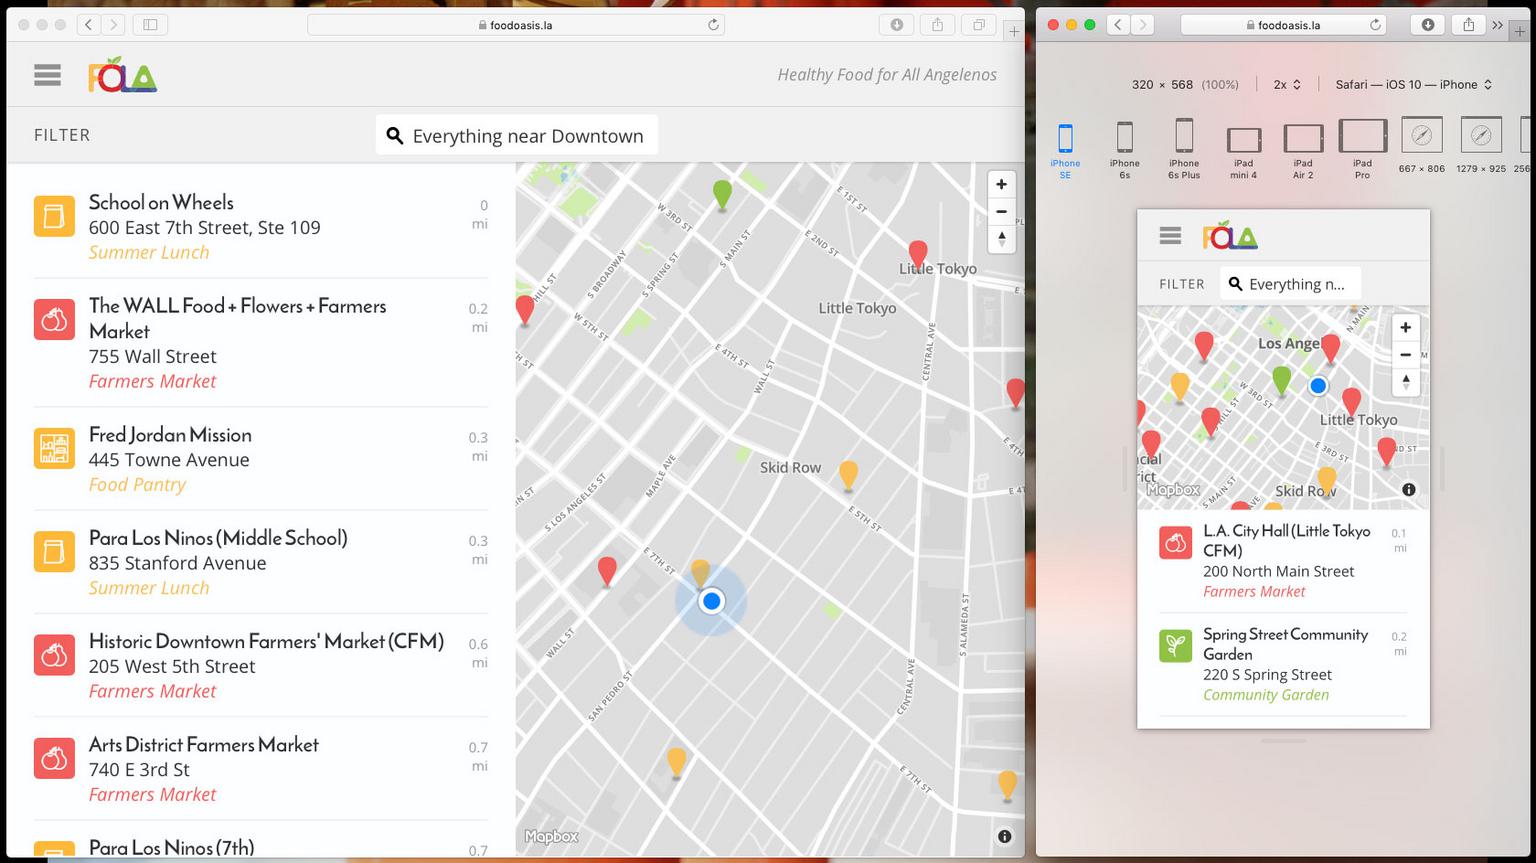 foodoasis.la
FOLA
Healthy Food for All Angelenos
FILTER
Everything near Downtown
School on Wheels
0 mi
600 East 7th Street, Ste 109
Summer Lunch
The WALL Food + Flowers + Farmers
Market
0.2 mi
755 Wall Street
Farmers Market
Fred Jordan Mission
0.3 mi
445 Towne Avenue
Food Pantry
Para Los Ninos (Middle School)
0.3 mi
835 Stanford Avenue
Summer Lunch
Historic Downtown Farmers' Market (CFM)
0.6 mi
205 West 5th Street
Farmers Market
Arts District Farmers Market
0.7 mi
740 E 3rd St
Farmers Market
Para Los Ninos (7th)
0.7
E 1ST ST
W 3RD ST
S MAIN ST
E 2ND ST
S BROADWAY
S SPRING ST
HILL ST
Little Tokyo
Little Tokyo
W 5TH ST
E 4TH ST
WALL ST
CENTRAL AVE
Skid Row
MAPLE AVE
S LOS ANGELES ST
E 5TH ST
E 7TH ST
WALL ST
SAN PEDRO ST
S ALAMEDA ST
CENTRAL AVE
E 7TH ST
Mapbox
foodoasis.la
320 × 568 (100%)
2x
Safari — iOS 10 — iPhone
iPhone
SE
iPhone
6s
iPhone
6s Plus
iPad
mini 4
iPad
Air 2
iPad
Pro
667 × 806
1279 × 925
256
FOLA
FILTER
Everything n...
N MAIN
Los Angel
W 3RD ST
HILL ST
Little Tokyo
E 3RD ST
ND ST
cial
rict
S MAIN ST
Skid Row
Mapbox
L.A. City Hall (Little Tokyo
CFM)
0.1 mi
200 North Main Street
Farmers Market
Spring Street Community
Garden
0.2 mi
220 S Spring Street
Community Garden